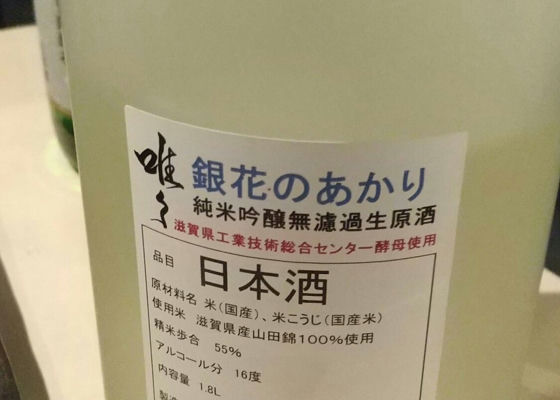 唯々
銀花のあかり
純米吟醸無濾過生原酒
滋賀県工業技術総合センター酵母使用
品目 日本酒
原材料名 米(国産)、米こうじ(国産米)
使用米 滋賀県産山田錦100%使用
精米歩合 55%
アルコール分 16度
内容量 1.8L
製造